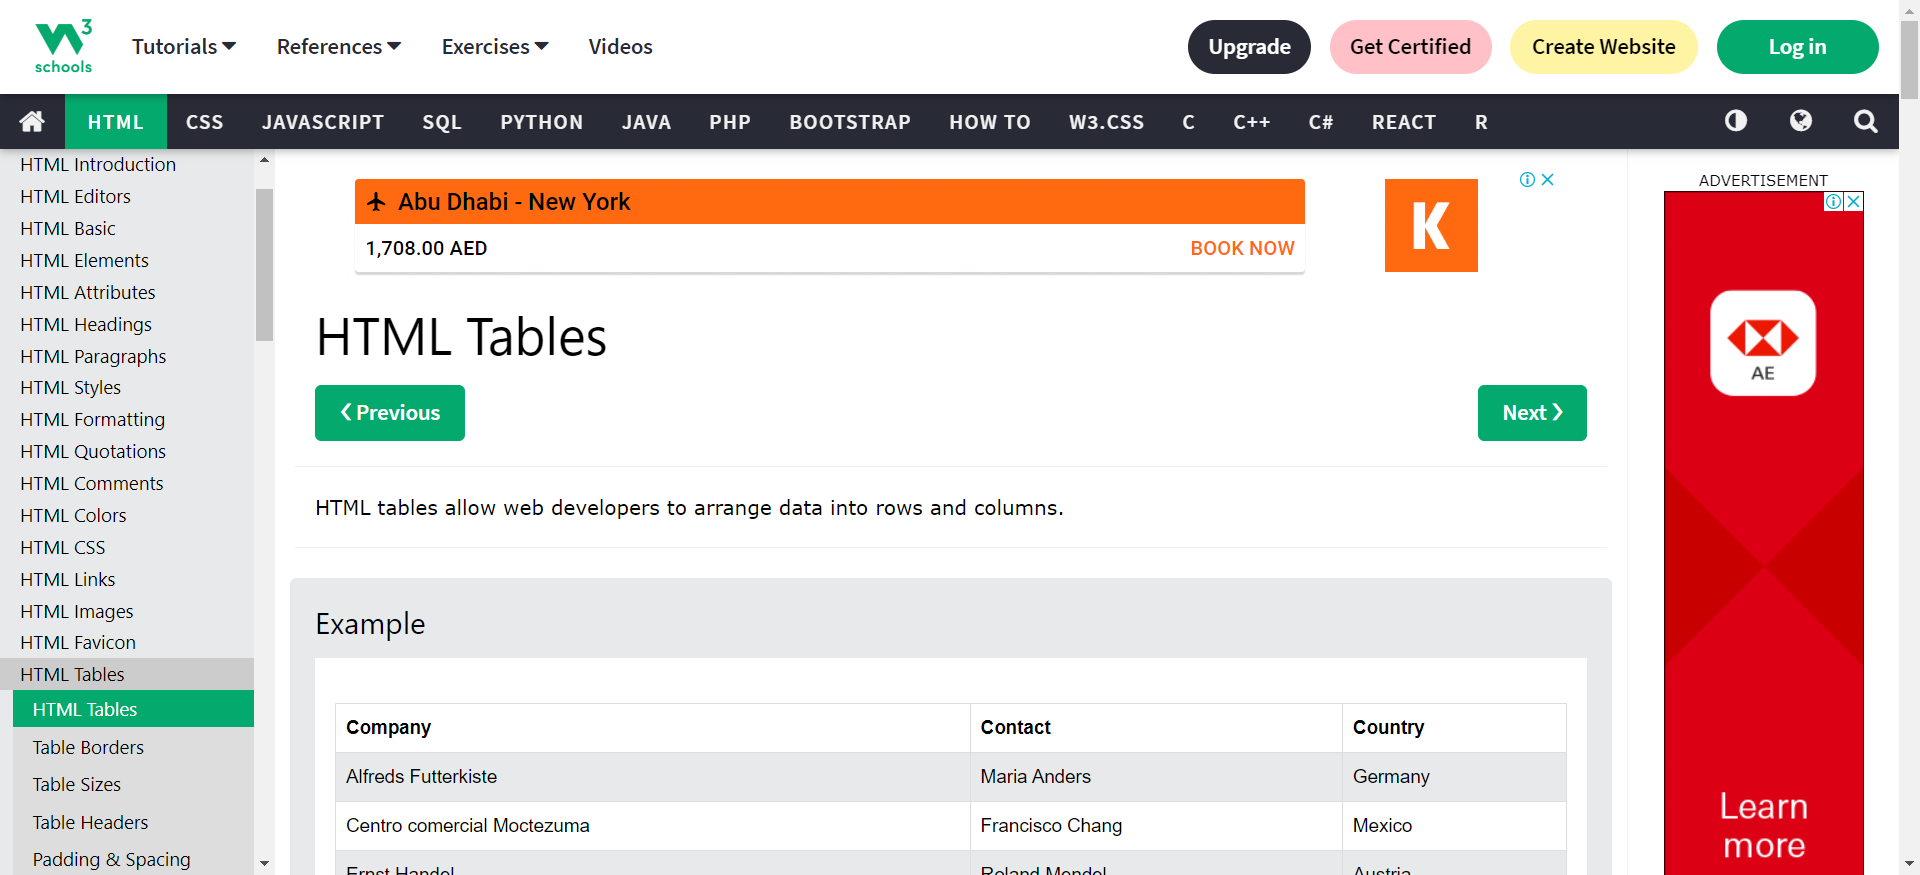 3
schools
Tutorials
References
Exercises
Videos
Upgrade
Get Certified
Create Website
Log in
HTML
CSS
JAVASCRIPT
SQL
PYTHON
JAVA
PHP
BOOTSTRAP
HOW TO
W3.CSS
C
C++
C#
REACT
R
HTML Introduction
HTML Editors
HTML Basic
HTML Elements
HTML Attributes
HTML Headings
HTML Paragraphs
HTML Styles
HTML Formatting
HTML Quotations
HTML Comments
HTML Colors
HTML CSS
HTML Links
HTML Images
HTML Favicon
HTML Tables
HTML Tables
Table Borders
Table Sizes
Table Headers
Padding & Spacing
Abu Dhabi - New York
1,708.00 AED
BOOK NOW
K
HTML Tables
❮ Previous
Next ❯
HTML tables allow web developers to arrange data into rows and columns.
Example
Company Contact Country
Alfreds Futterkiste Maria Anders Germany
Centro comercial Moctezuma Francisco Chang Mexico
Ernst Handel Roland Mendel Austria
ADVERTISEMENT
AE
Learn
more